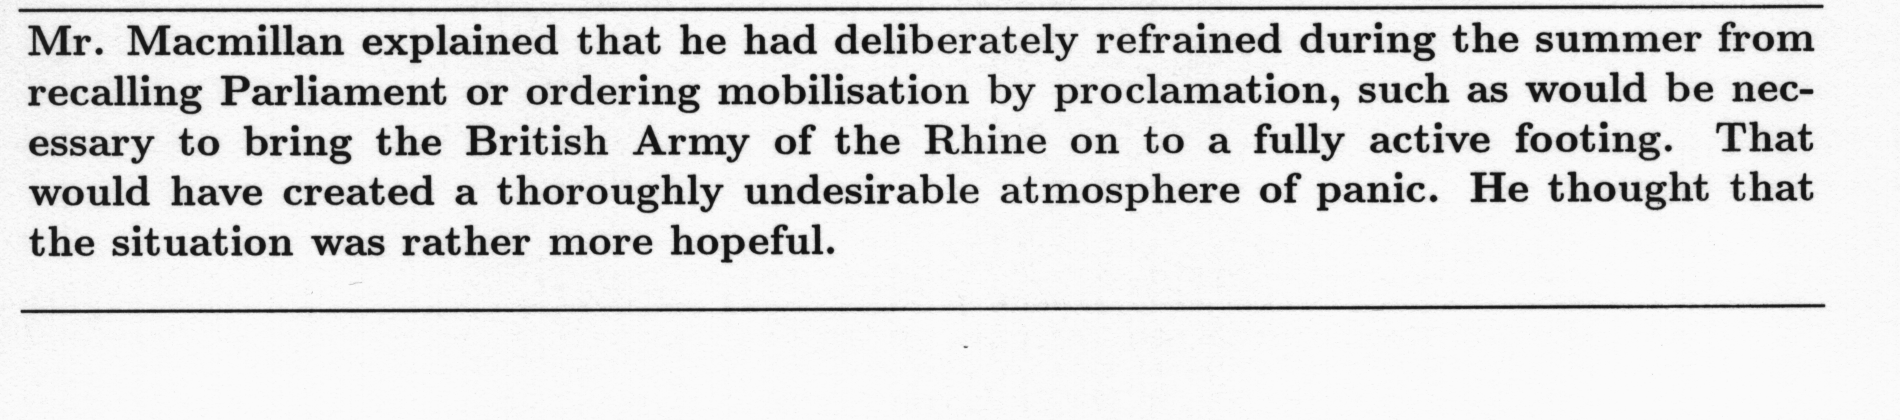 Mr. Macmillan explained that he had deliberately refrained during the summer from
recalling Parliament or ordering mobilisation by proclamation, such as would be nec-
essary to bring the British Army of the Rhine on to a fully active footing. That
would have created a thoroughly undesirable atmosphere of panic. He thought that
the situation was rather more hopeful.